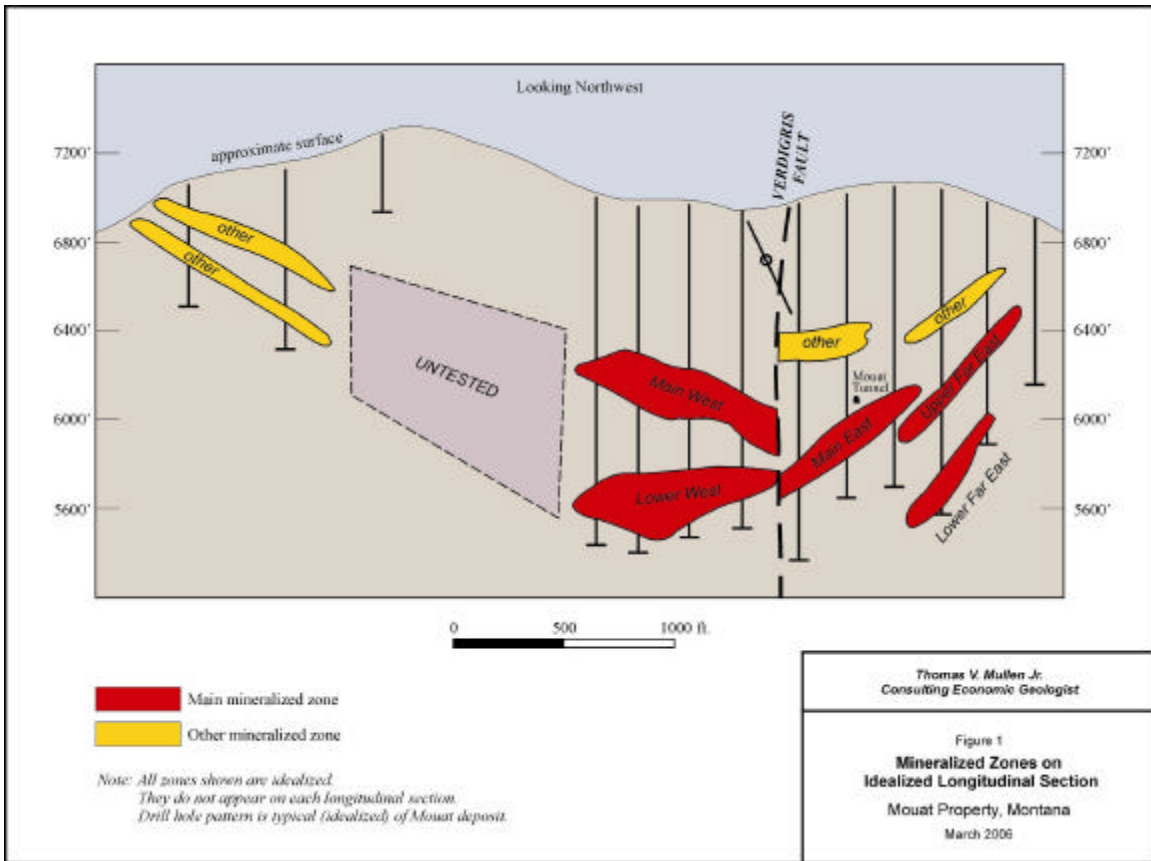 Looking Northwest
approximate surface
VERDIGRIS
FAULT
7200'
7200'
6800'
6800'
6400'
6400'
6000'
6000'
5600'
5600'
other
other
UNTESTED
Main West
Lower West
other
Mouat
Tunnel
Main East
other
Upper Far East
Lower Far East
0 500 1000 ft.
Main mineralized zone
Other mineralized zone
Note: All zones shown are idealized.
They do not appear on each longitudinal section.
Drill hole pattern is typical (idealized) of Mouat deposit.
Thomas V. Mullen Jr.
Consulting Economic Geologist
Figure 1
Mineralized Zones on
Idealized Longitudinal Section
Mouat Property, Montana
March 2006